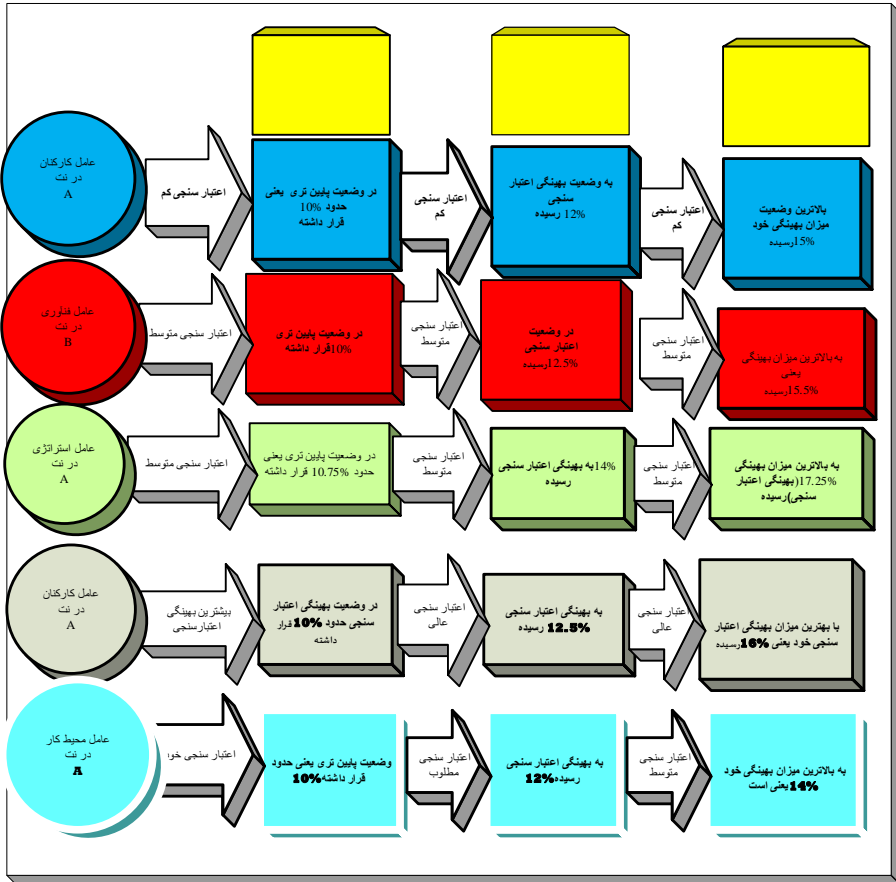 عامل کارکنان
در نت
A
اعتبار سنجی کم
در وضعیت پایین تری یعنی
حدود 10%
قرار داشته
اعتبار سنجی
کم
به وضعیت بهینگی اعتبار
سنجی
12% رسیده
اعتبار سنجی
کم
بالاترین وضعیت
میزان بهینگی خود
15%رسیده
عامل فناوری
در نت
B
اعتبار سنجی متوسط
در وضعیت پایین تری
10%قرار داشته
اعتبار سنجی
متوسط
در وضعیت
اعتبار سنجی
12.5%رسیده
اعتبار سنجی
متوسط
به بالاترین میزان بهینگی
یعنی
15.5%رسیده
عامل استراتژی
در نت
A
اعتبار سنجی متوسط
در وضعیت پایین تری یعنی
حدود 10.75% قرار داشته
اعتبار سنجی
متوسط
14%به بهینگی اعتبار سنجی
رسیده
اعتبار سنجی
متوسط
به بالاترین میزان بهینگی
17.25%(بهینگی اعتبار
سنجی)رسیده
عامل کارکنان
در نت
A
بیشترین بهینگی
اعتبارسنجی
در وضعیت بهینگی اعتبار
سنجی حدود 10% قرار
داشته
اعتبار سنجی
عالی
به بهینگی اعتبار سنجی
12.5% رسیده
اعتبار سنجی
عالی
با بهترین میزان بهینگی اعتبار
سنجی خود یعنی 16%رسیده
عامل محیط کار
در نت
A
اعتبار سنجی خو
وضعیت پایین تری یعنی حدود
10%قرار داشته
اعتبار سنجی
مطلوب
به بهینگی اعتبار سنجی
12%رسیده
اعتبار سنجی
متوسط
به بالاترین میزان بهینگی خود
14%یعنی است